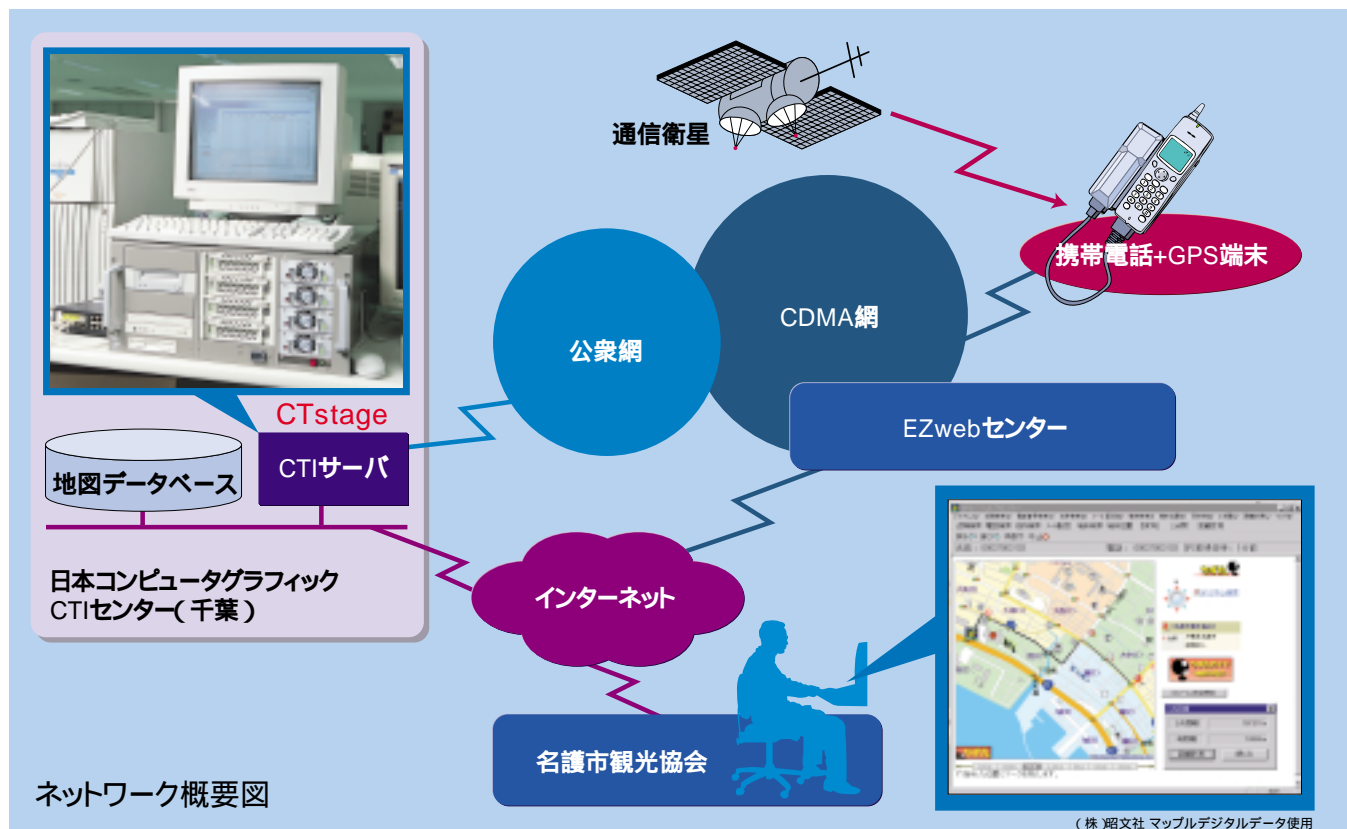 通信衛星
携帯電話+GPS端末
CDMA網
公衆網
EZwebセンター
CTstage
CTIサーバ
地図データベース
日本コンピュータグラフィック
CTIセンター(千葉)
インターネット
名護市観光協会
ネットワーク概要図
(株)昭文社 マップルデジタルデータ使用